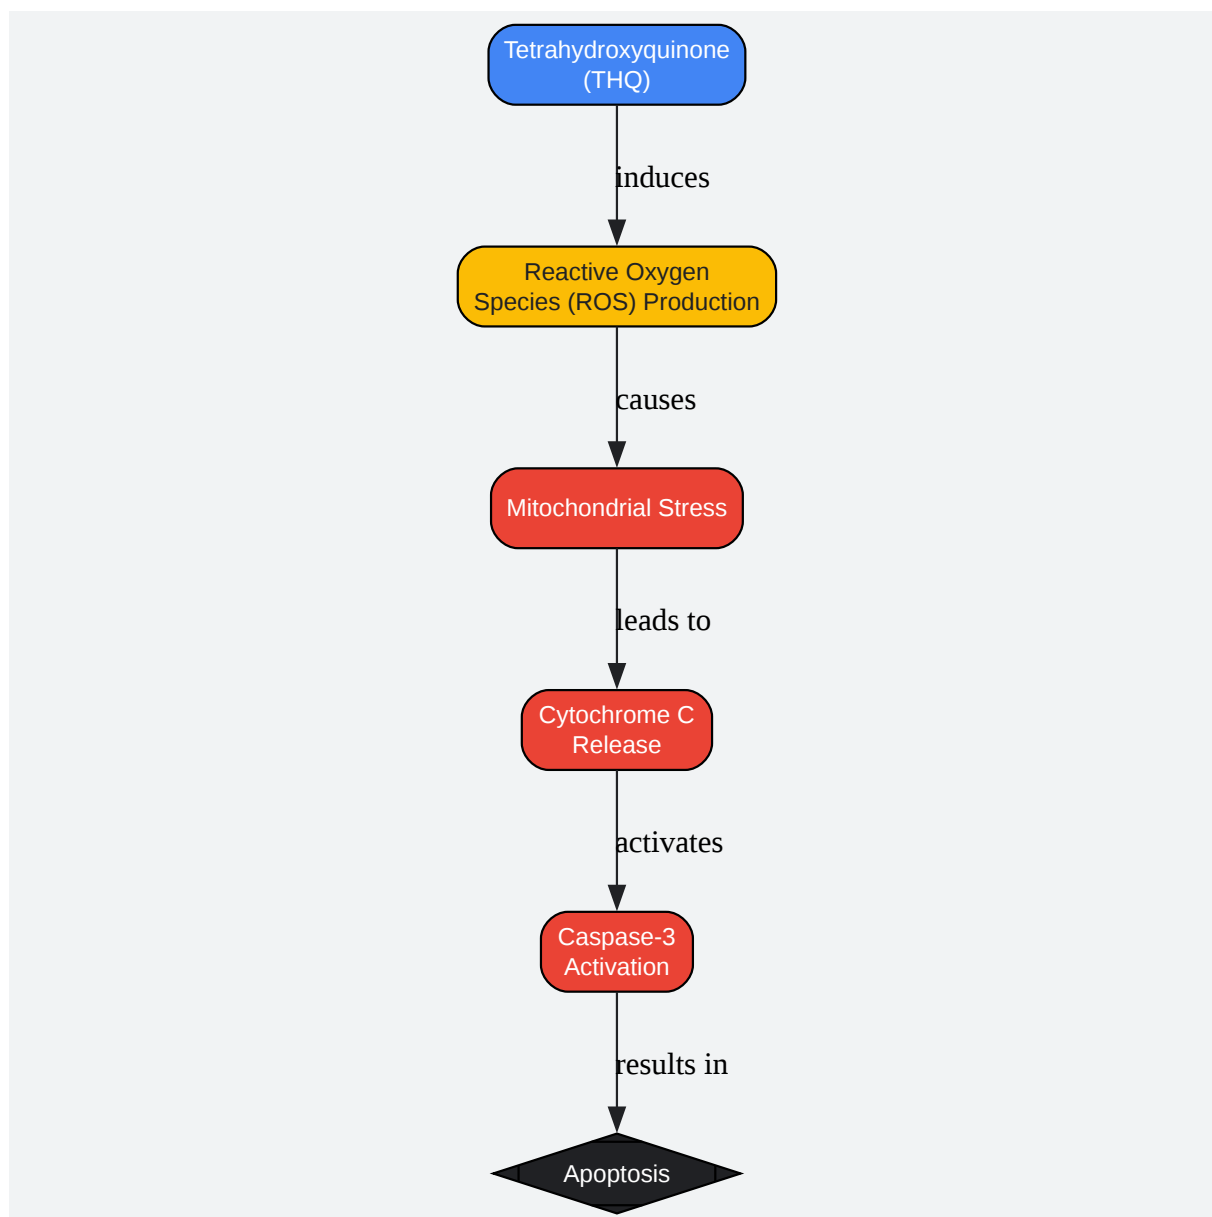 Tetrahydroxyquinone
(THQ)
induces
Reactive Oxygen
Species (ROS) Production
causes
Mitochondrial Stress
leads to
Cytochrome C
Release
activates
Caspase-3
Activation
results in
Apoptosis